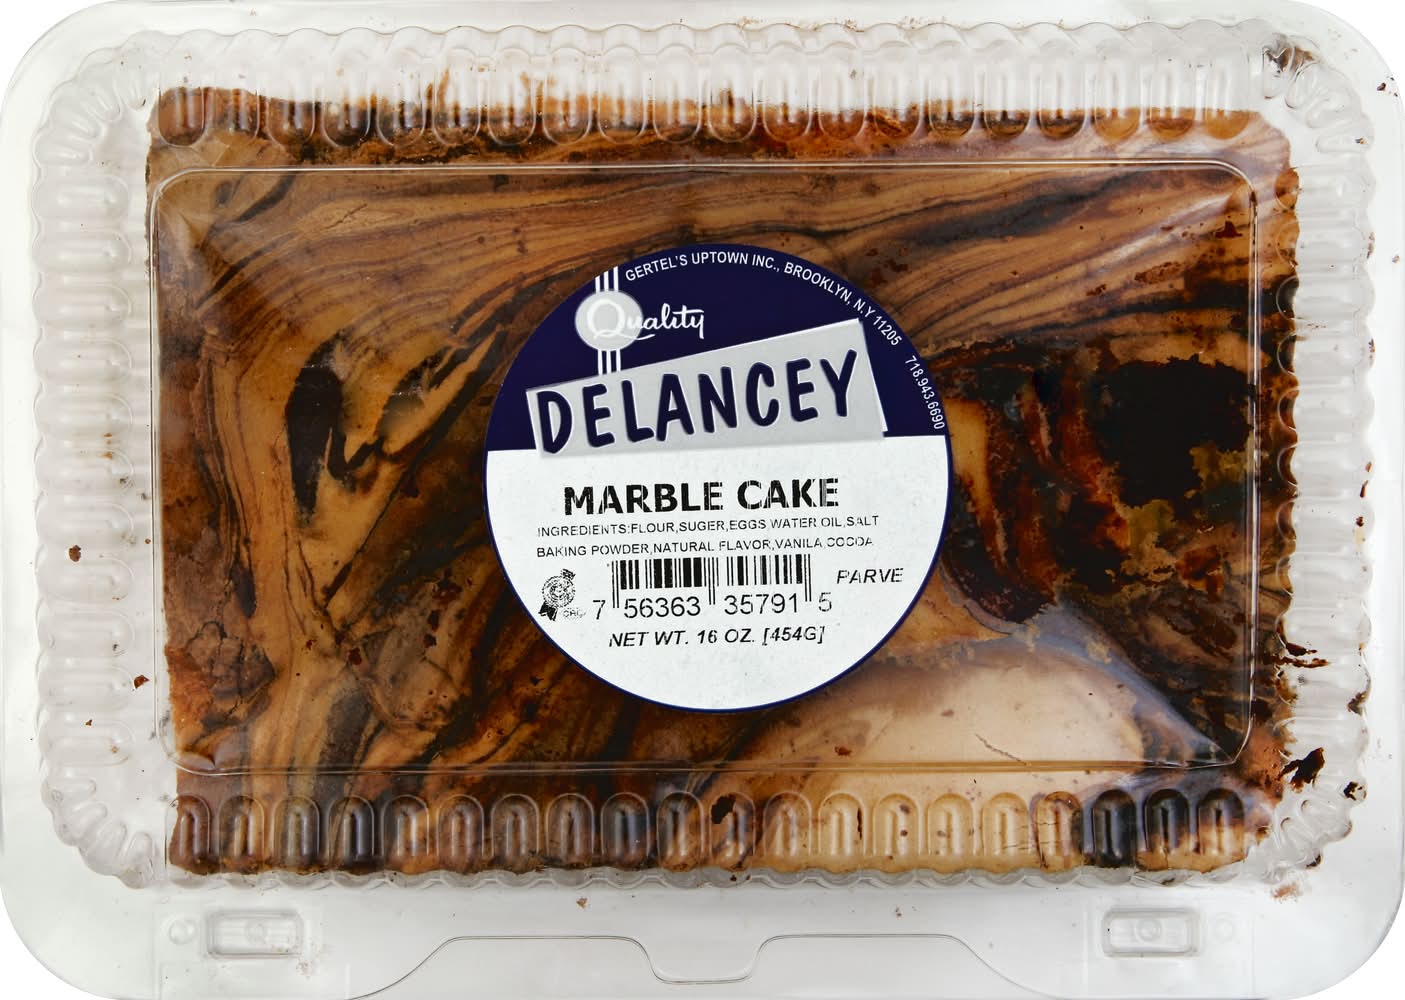 GERTEL'S UPTOWN INC., BROOKLYN, N.Y 11205 718.943.6690
Quality
DELANCEY
MARBLE CAKE
INGREDIENTS:FLOUR,SUGER,EGGS WATER OIL,SALT
BAKING POWDER,NATURAL FLAVOR,VANILA,COCOA
PARVE
7 56363 35791 5
NET WT. 16 OZ. [454G]